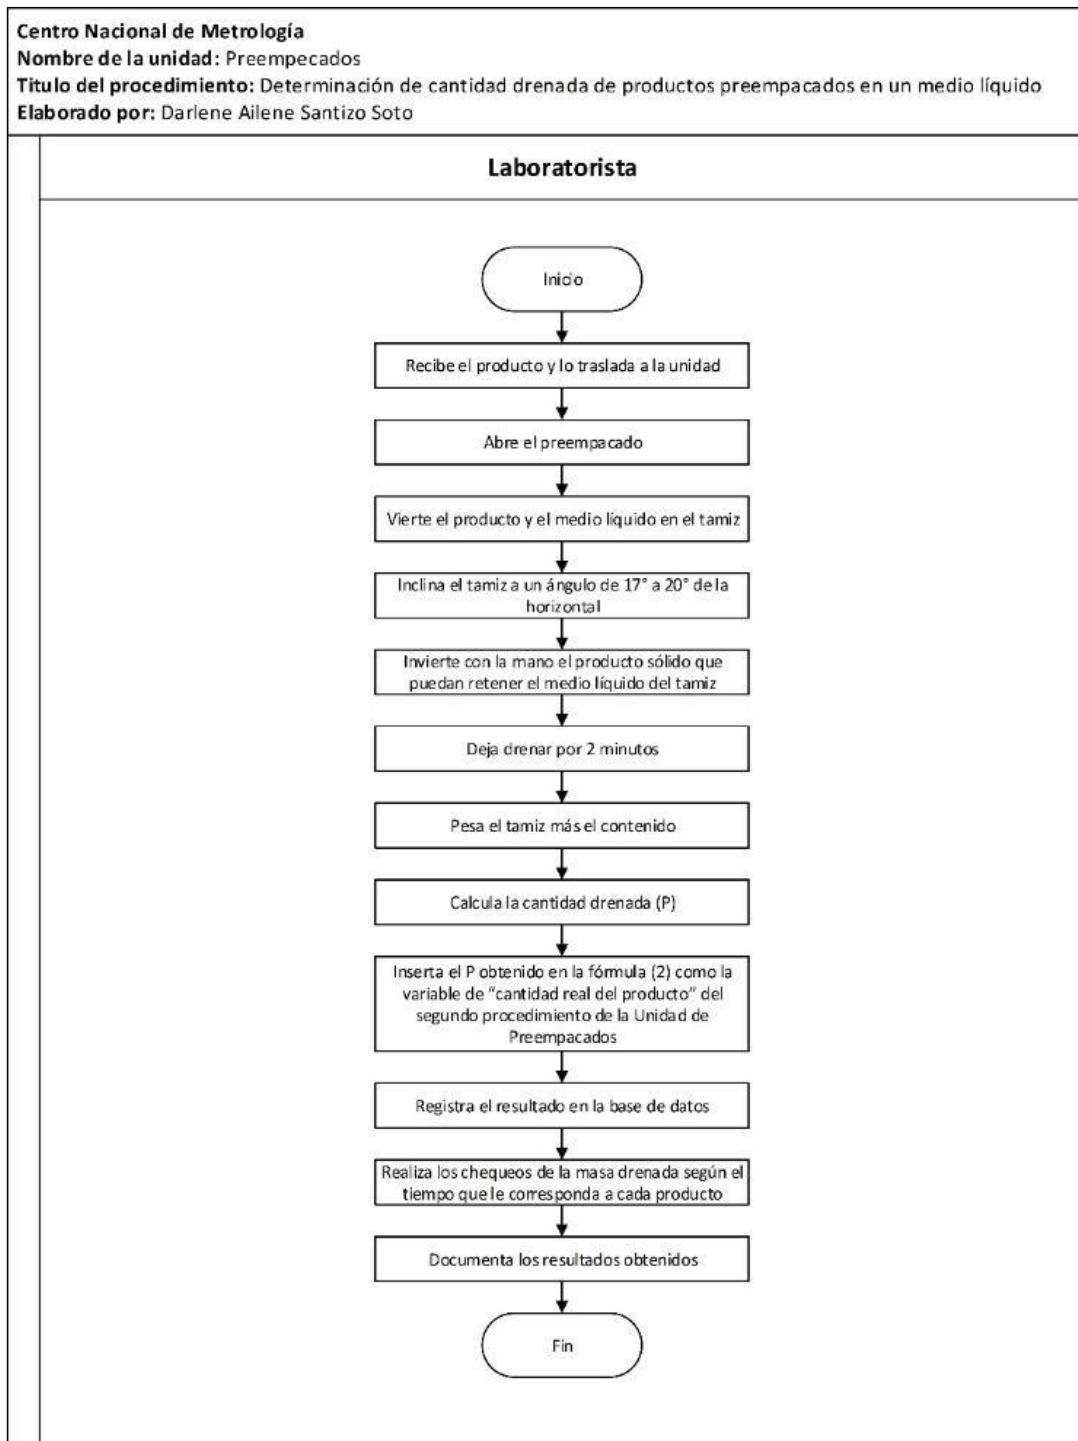 Centro Nacional de Metrología
Nombre de la unidad: Preempecados
Titulo del procedimiento: Determinación de cantidad drenada de productos preempacados en un medio líquido
Elaborado por: Darlene Ailene Santizo Soto
Laboratorista
Inicio
Recibe el producto y lo traslada a la unidad
Abre el preempacado
Vierte el producto y el medio líquido en el tamiz
Inclina el tamiz a un ángulo de 17° a 20° de la
horizontal
Invierte con la mano el producto sólido que
puedan retener el medio líquido del tamiz
Deja drenar por 2 minutos
Pesa el tamiz más el contenido
Calcula la cantidad drenada (P)
Inserta el P obtenido en la fórmula (2) como la
variable de “cantidad real del producto” del
segundo procedimiento de la Unidad de
Preempacados
Registra el resultado en la base de datos
Realiza los chequeos de la masa drenada según el
tiempo que le corresponda a cada producto
Documenta los resultados obtenidos
Fin